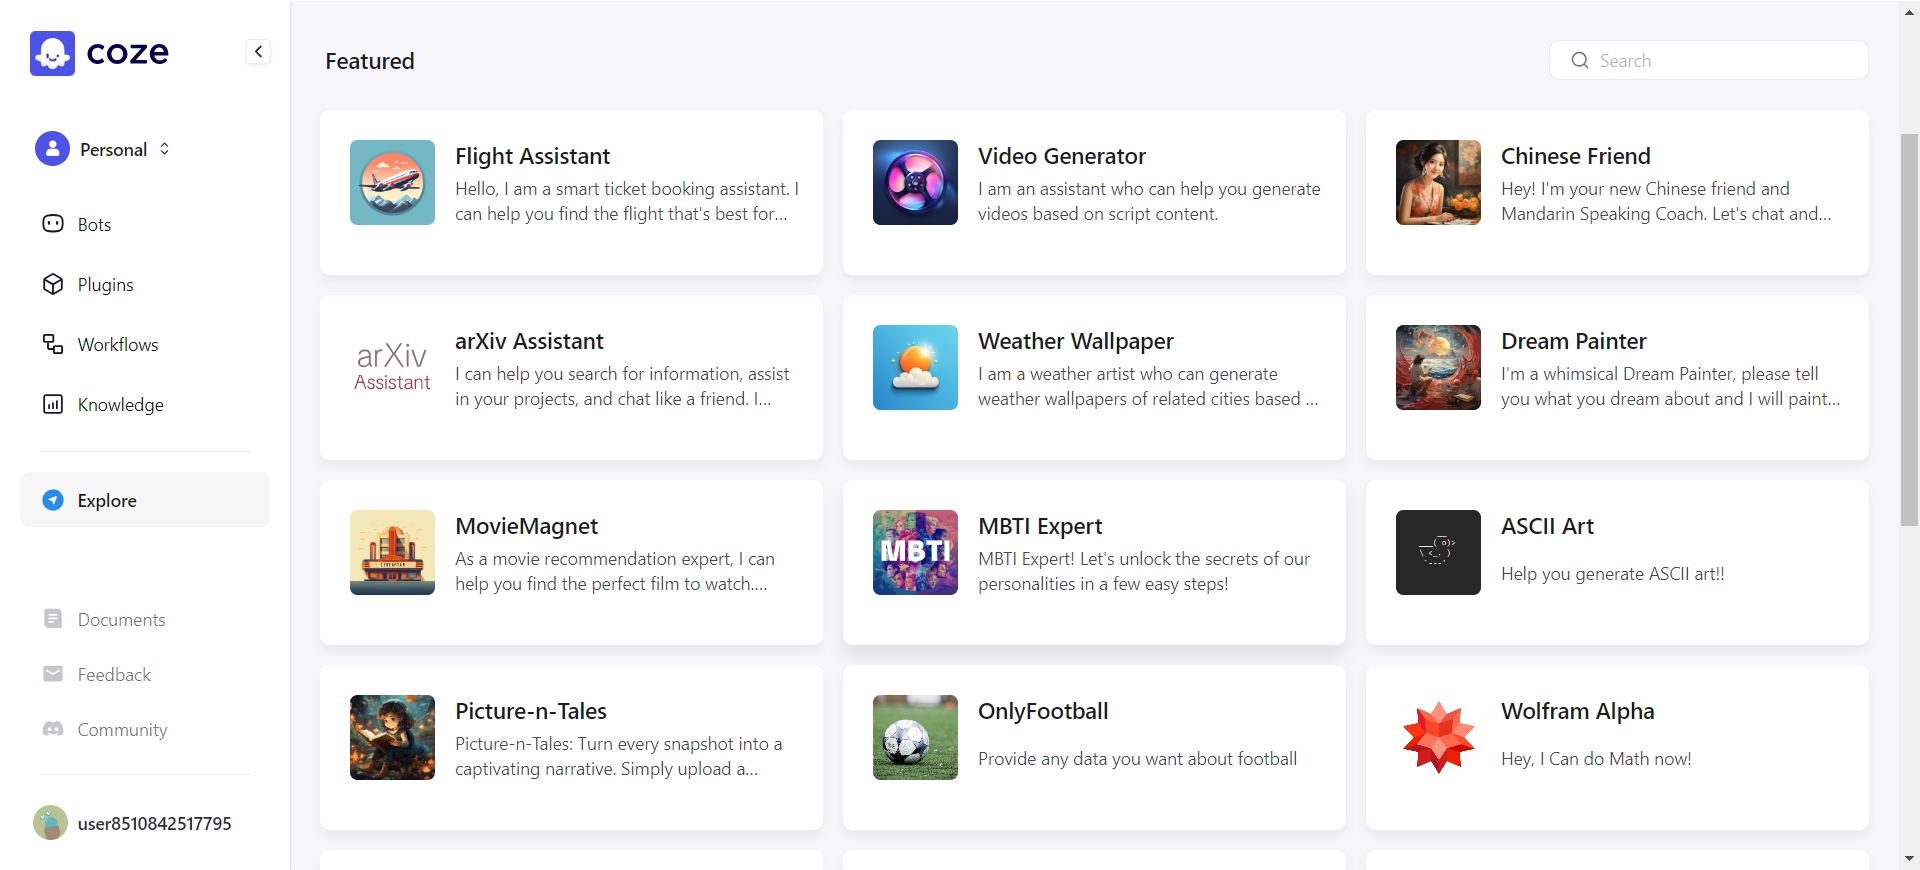 coze
Personal
Bots
Plugins
Workflows
Knowledge
Explore
Documents
Feedback
Community
user8510842517795
Featured
Search
Flight Assistant
Hello, I am a smart ticket booking assistant. I
can help you find the flight that's best for...
Video Generator
I am an assistant who can help you generate
videos based on script content.
Chinese Friend
Hey! I'm your new Chinese friend and
Mandarin Speaking Coach. Let's chat and...
arXiv
Assistant
arXiv Assistant
I can help you search for information, assist
in your projects, and chat like a friend. I...
Weather Wallpaper
I am a weather artist who can generate
weather wallpapers of related cities based ...
Dream Painter
I'm a whimsical Dream Painter, please tell
you what you dream about and I will paint...
MovieMagnet
As a movie recommendation expert, I can
help you find the perfect film to watch....
MBTI
MBTI Expert
MBTI Expert! Let's unlock the secrets of our
personalities in a few easy steps!
ASCII Art
Help you generate ASCII art!!
Picture-n-Tales
Picture-n-Tales: Turn every snapshot into a
captivating narrative. Simply upload a...
OnlyFootball
Provide any data you want about football
Wolfram Alpha
Hey, I Can do Math now!